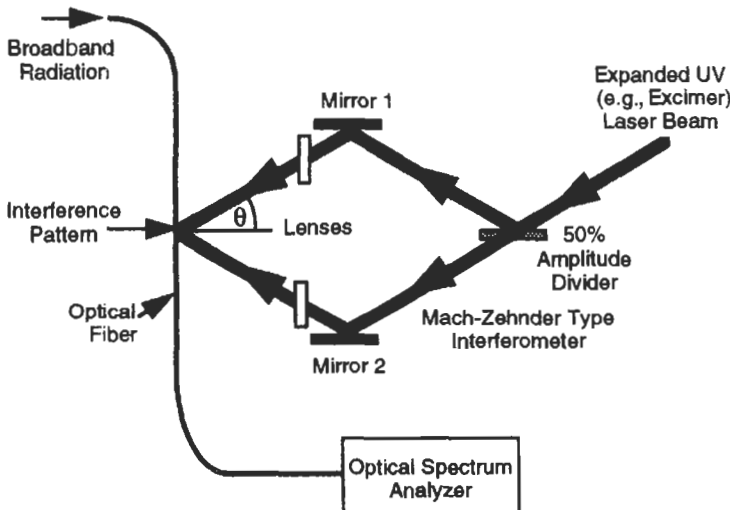 Broadband
Radiation
Mirror 1
Expanded UV
(e.g., Excimer)
Laser Beam
Interference
Pattern
θ
Lenses
50%
Amplitude
Divider
Optical
Fiber
Mach-Zehnder Type
Interferometer
Mirror 2
Optical Spectrum
Analyzer